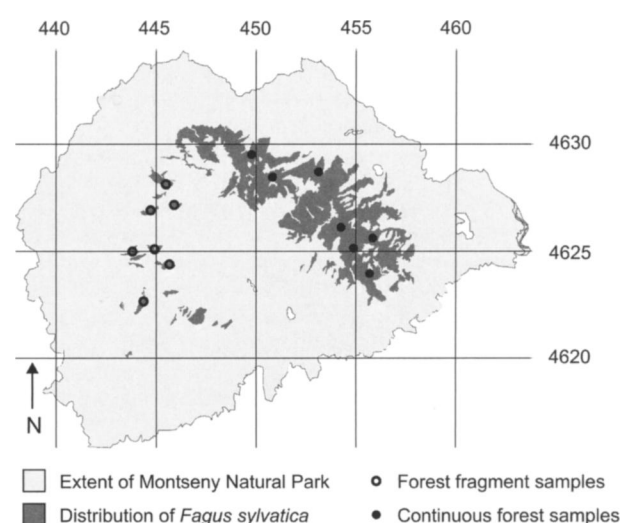 440 445 450 455 460
4630
4625
4620
N
Extent of Montseny Natural Park
Forest fragment samples
Distribution of Fagus sylvatica
Continuous forest samples